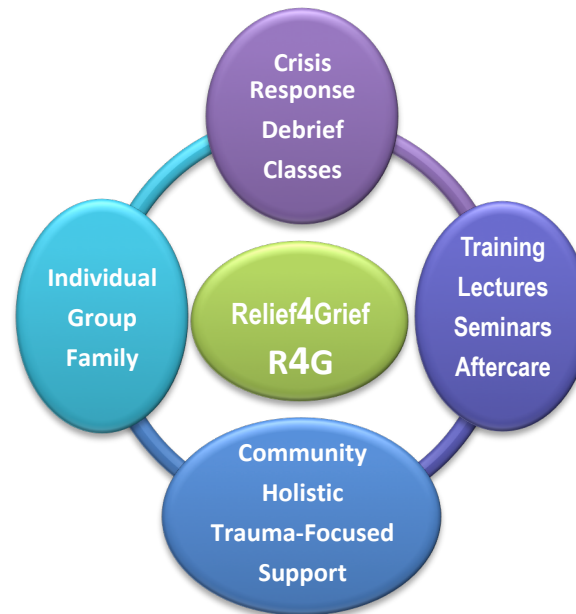 Crisis
Response
Debrief
Classes
Individual
Group
Family
Relief4Grief
R4G
Training
Lectures
Seminars
Aftercare
Community
Holistic
Trauma-Focused
Support